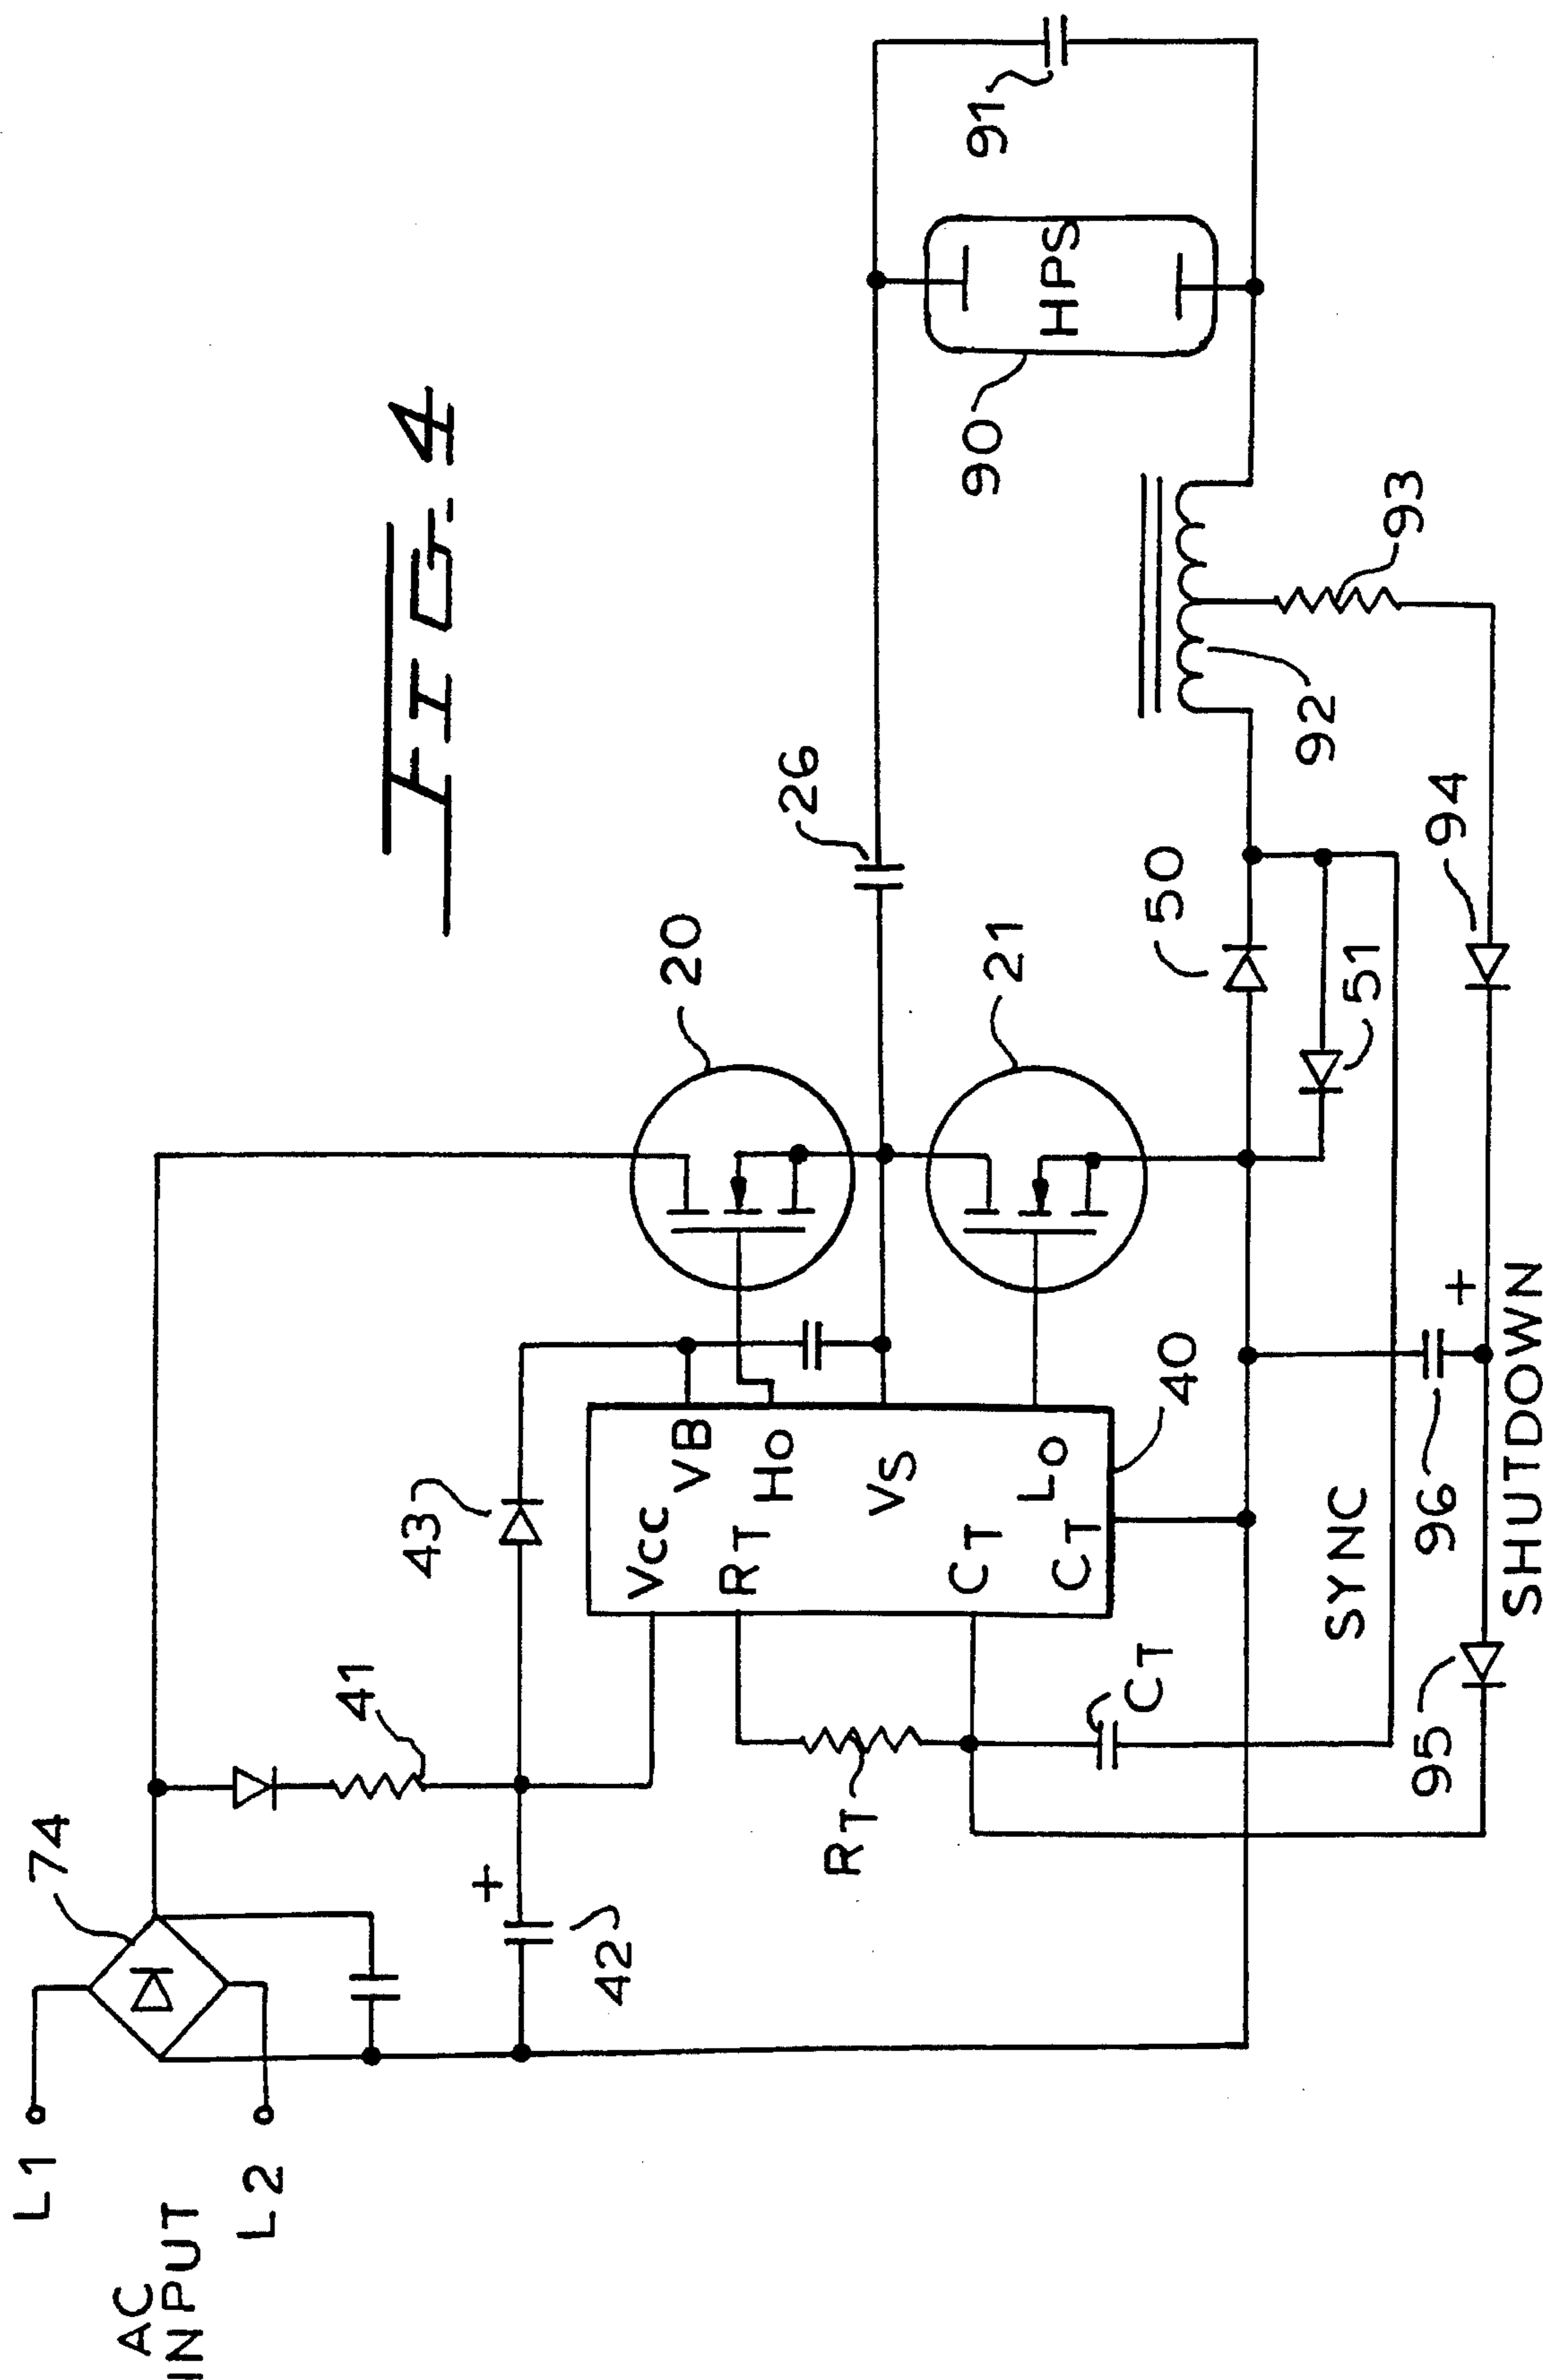 FIG. 4
L1
AC
INPUT
L2
74
41
42
43
20
21
26
VCC
VB
RT
HO
VS
CT
LO
CT
40
RT
CT
SYNC
50
51
90
HPS
91
92
93
94
95
96
+
+
SHUTDOWN